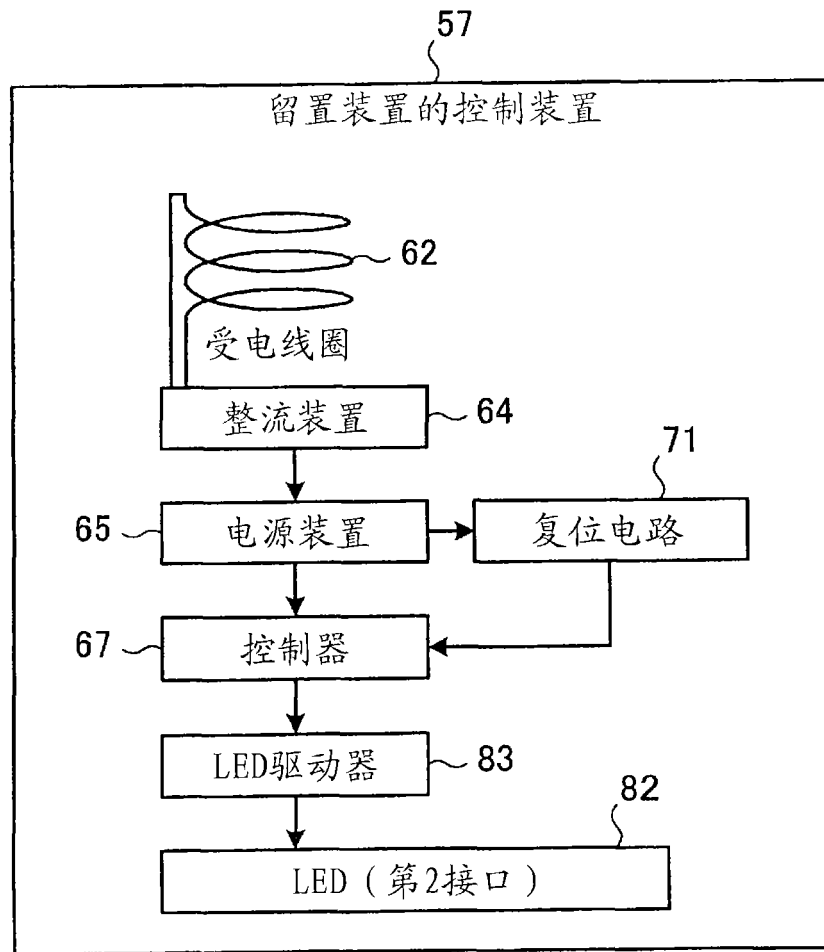 57
留置装置的控制装置
62
受电线圈
整流装置
64
71
65
电源装置
复位电路
67
控制器
LED驱动器
83
82
LED（第2接口）